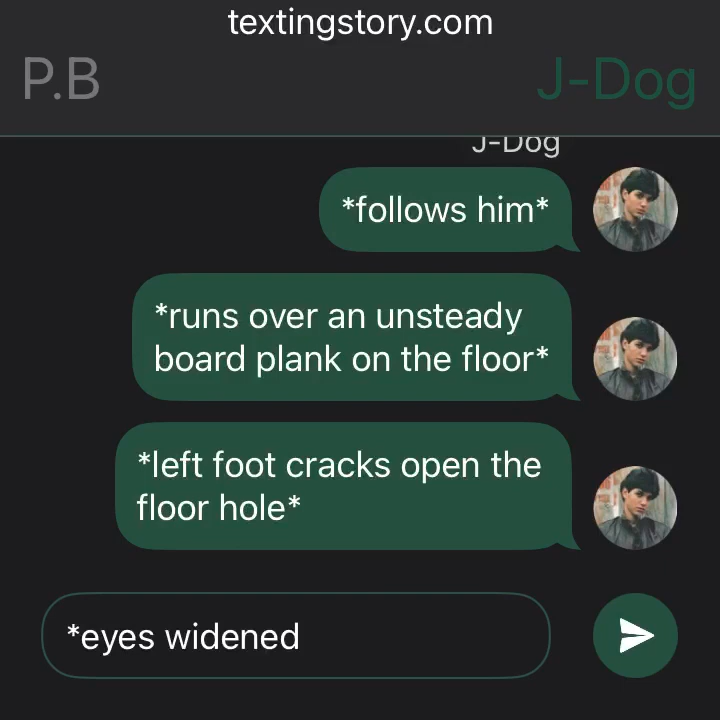 textingstory.com
P.B
J-Dog
J-Dog
*follows him*
*runs over an unsteady
board plank on the floor*
*left foot cracks open the
floor hole*
*eyes widened